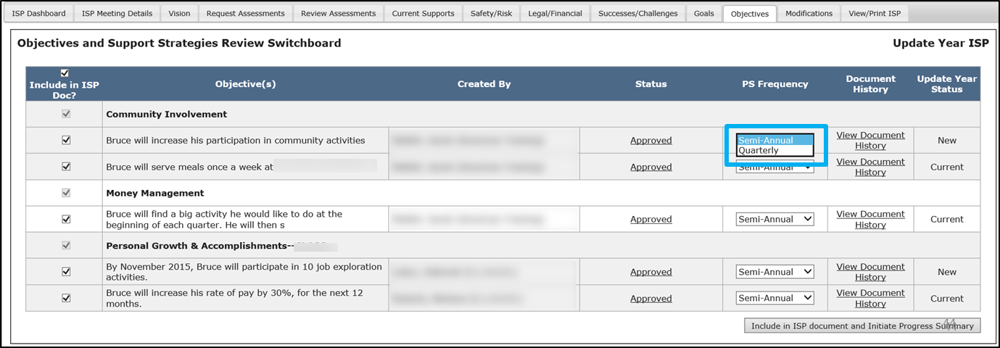 ISP Dashboard ISP Meeting Details Vision Request Assessments Review Assessments Current Supports Safety/Risk Legal/Financial Successes/Challenges Goals Objectives Modifications View/Print ISP
Objectives and Support Strategies Review Switchboard Update Year ISP
Include in ISP Doc? Objective(s) Created By Status PS Frequency Document History Update Year Status
Community Involvement
Bruce will increase his participation in community activities Approved Semi-Annual View Document History New
Quarterly
Bruce will serve meals once a week at Approved Semi-Annual View Document History Current
Money Management
Bruce will find a big activity he would like to do at the
beginning of each quarter. He will then s Approved Semi-Annual View Document History Current
Personal Growth & Accomplishments--
By November 2015, Bruce will participate in 10 job exploration
activities. Approved Semi-Annual View Document History New
Bruce will increase his rate of pay by 30%, for the next 12
months. Approved Semi-Annual View Document History Current
Include in ISP document and Initiate Progress Summary
44